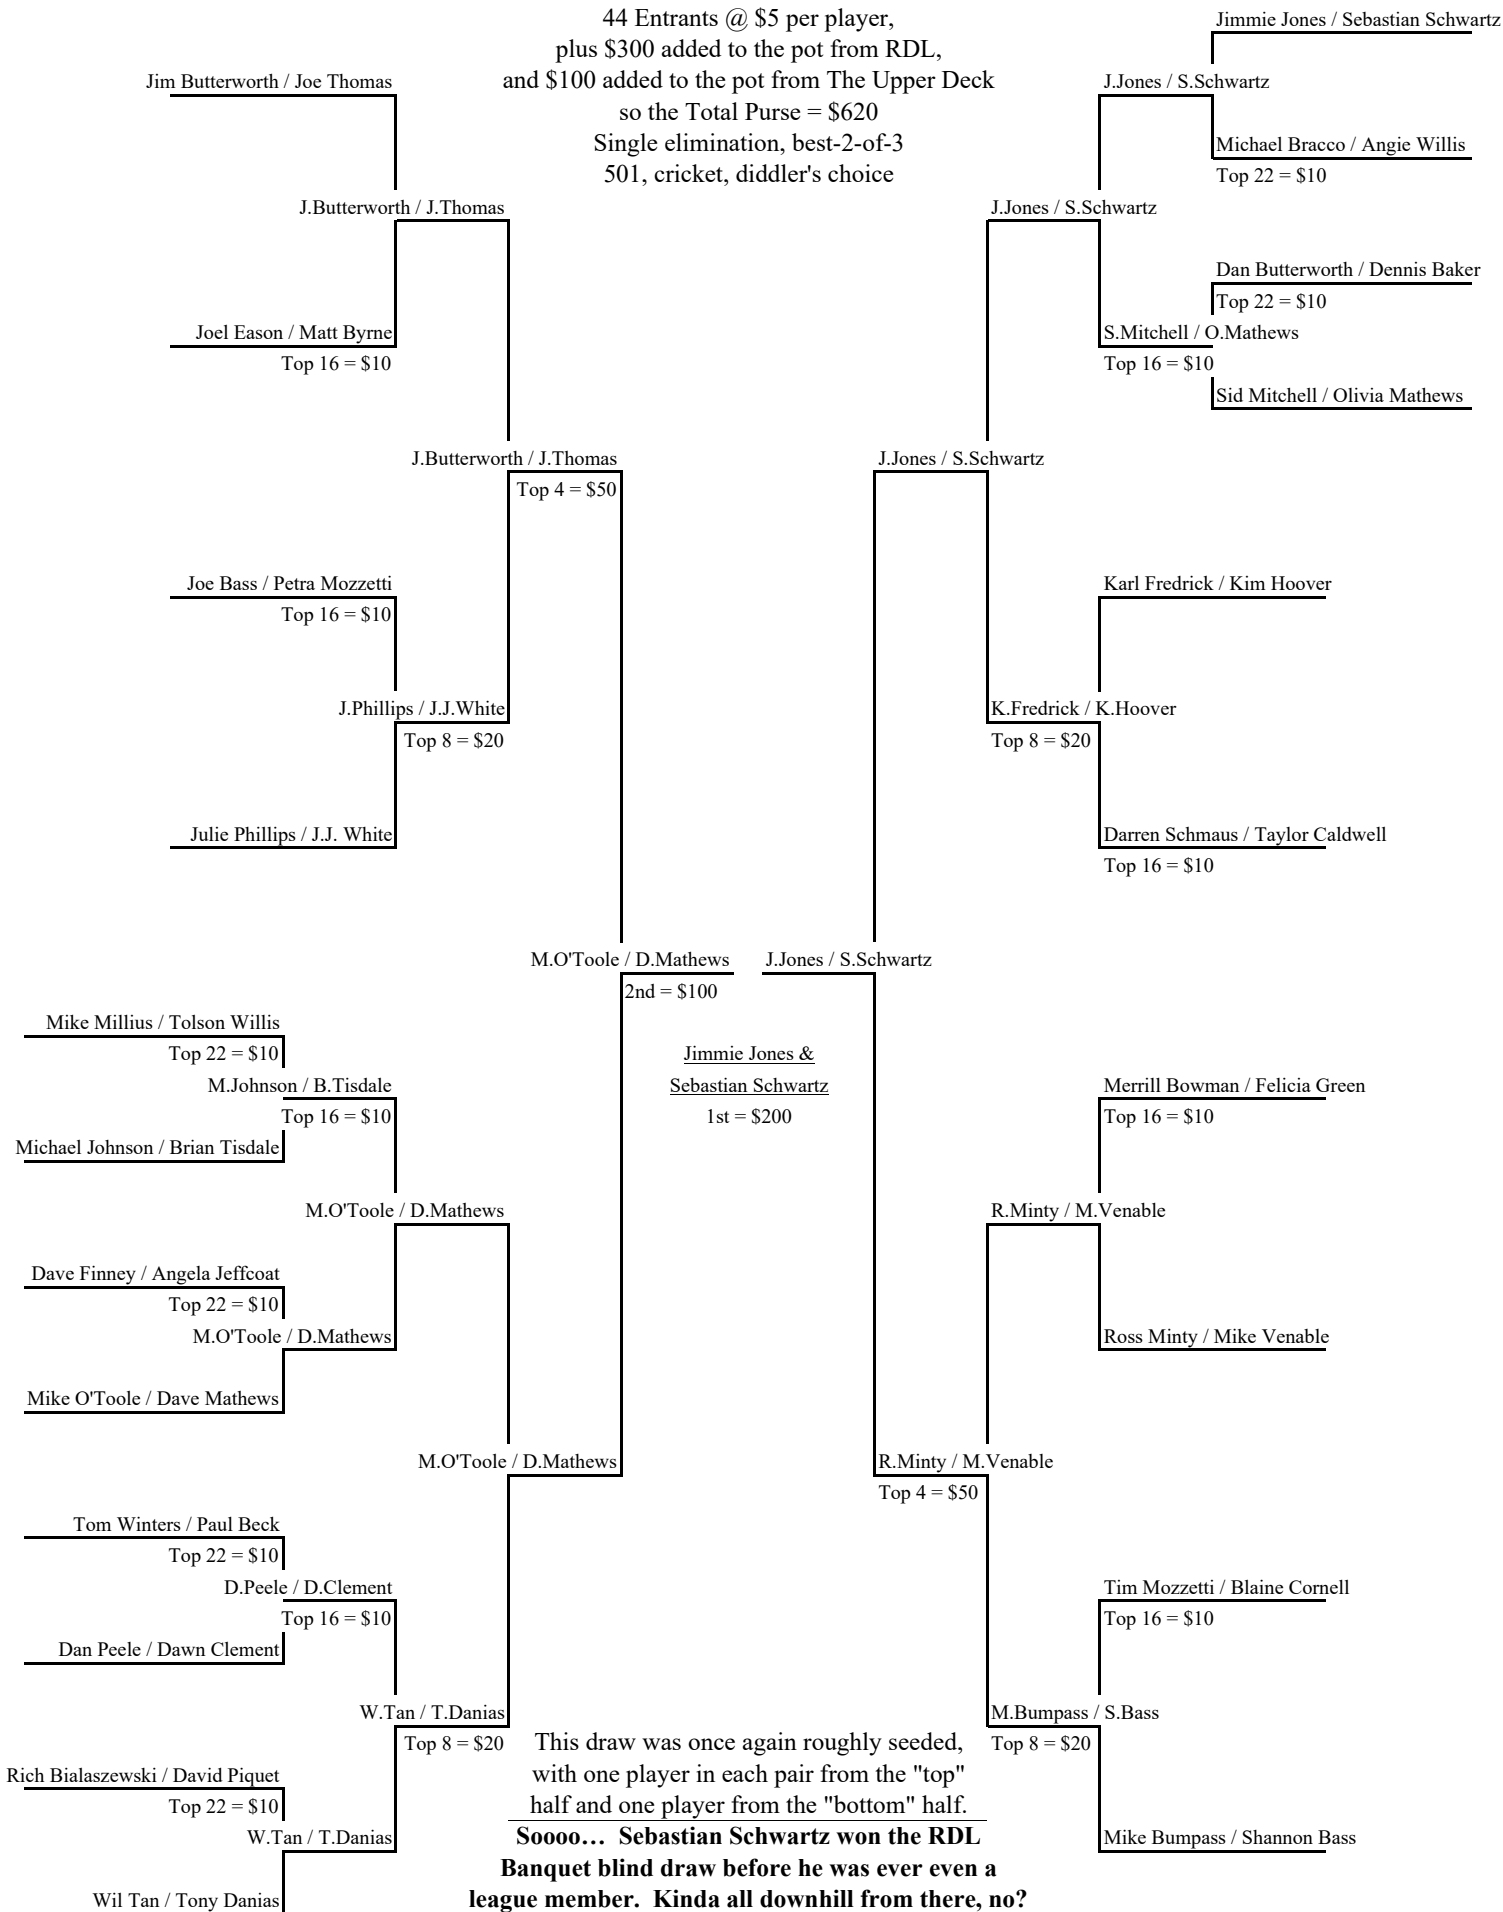 44 Entrants @ $5 per player,
plus $300 added to the pot from RDL,
and $100 added to the pot from The Upper Deck
so the Total Purse = $620
Single elimination, best-2-of-3
501, cricket, diddler's choice
Jim Butterworth / Joe Thomas
J.Butterworth / J.Thomas
Joel Eason / Matt Byrne
Top 16 = $10
J.Butterworth / J.Thomas
Top 4 = $50
Joe Bass / Petra Mozzetti
Top 16 = $10
J.Phillips / J.J.White
Top 8 = $20
Julie Phillips / J.J. White
M.O'Toole / D.Mathews
2nd = $100
Mike Millius / Tolson Willis
Top 22 = $10
M.Johnson / B.Tisdale
Top 16 = $10
Michael Johnson / Brian Tisdale
M.O'Toole / D.Mathews
Dave Finney / Angela Jeffcoat
Top 22 = $10
M.O'Toole / D.Mathews
Mike O'Toole / Dave Mathews
M.O'Toole / D.Mathews
Tom Winters / Paul Beck
Top 22 = $10
D.Peele / D.Clement
Top 16 = $10
Dan Peele / Dawn Clement
W.Tan / T.Danias
Top 8 = $20
Rich Bialaszewski / David Piquet
Top 22 = $10
W.Tan / T.Danias
Wil Tan / Tony Danias
Jimmie Jones &
Sebastian Schwartz
1st = $200
Jimmie Jones / Sebastian Schwartz
J.Jones / S.Schwartz
Michael Bracco / Angie Willis
Top 22 = $10
J.Jones / S.Schwartz
Dan Butterworth / Dennis Baker
Top 22 = $10
S.Mitchell / O.Mathews
Top 16 = $10
Sid Mitchell / Olivia Mathews
J.Jones / S.Schwartz
Karl Fredrick / Kim Hoover
K.Fredrick / K.Hoover
Top 8 = $20
Darren Schmaus / Taylor Caldwell
Top 16 = $10
J.Jones / S.Schwartz
Merrill Bowman / Felicia Green
Top 16 = $10
R.Minty / M.Venable
Ross Minty / Mike Venable
R.Minty / M.Venable
Top 4 = $50
Tim Mozzetti / Blaine Cornell
Top 16 = $10
M.Bumpass / S.Bass
Top 8 = $20
Mike Bumpass / Shannon Bass
This draw was once again roughly seeded,
with one player in each pair from the "top"
half and one player from the "bottom" half.
Soooo… Sebastian Schwartz won the RDL
Banquet blind draw before he was ever even a
league member. Kinda all downhill from there, no?